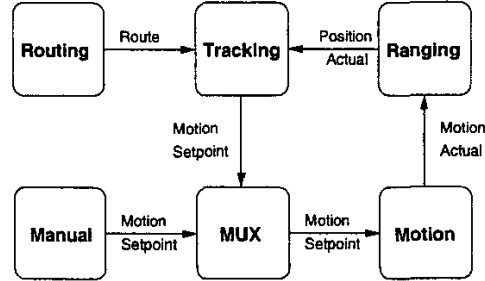 Routing
Route
Tracking
Position
Actual
Ranging
Motion
Setpoint
Motion
Actual
Manual
Motion
Setpoint
MUX
Motion
Setpoint
Motion